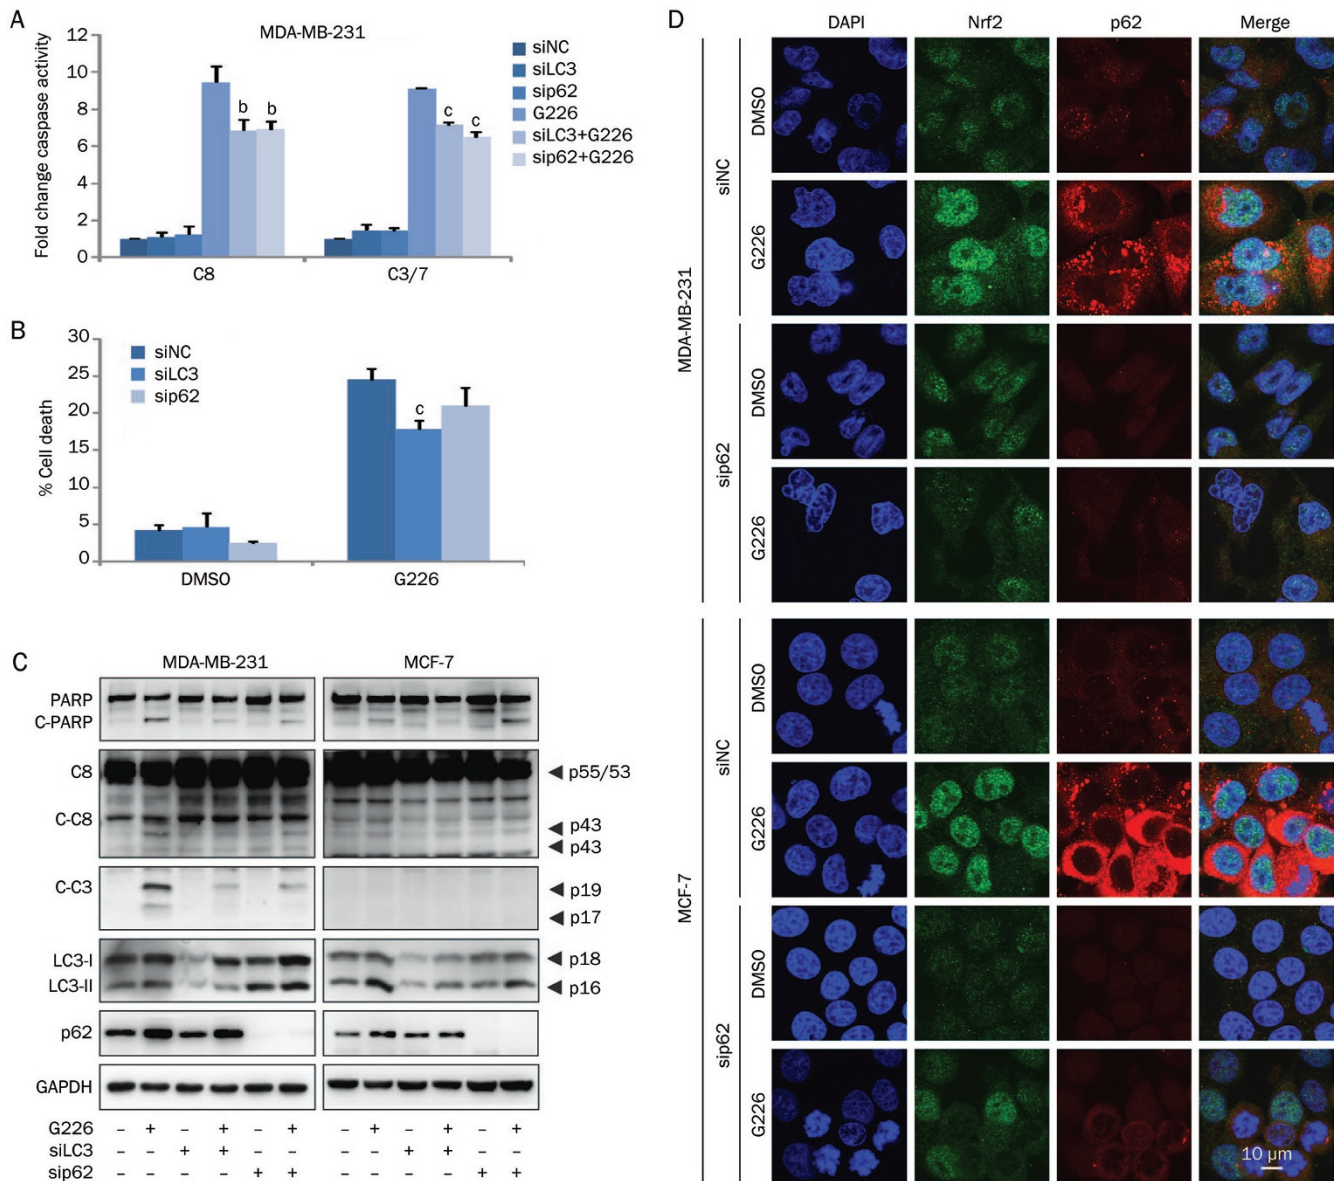 A
MDA-MB-231
Fold change caspase activity
12
10
8
6
4
2
0
b b
c c
C8 C3/7
siNC
siLC3
sip62
G226
siLC3+G226
sip62+G226
B
% Cell death
30
25
20
15
10
5
0
siNC
siLC3
sip62
c
DMSO G226
C
MDA-MB-231 MCF-7
PARP
C-PARP
C8 p55/53
C-C8 p43
p43
C-C3 p19
p17
LC3-I p18
LC3-II p16
p62
GAPDH
G226 – + – + – + – + – + – +
siLC3 – – + + – – – – + + – –
sip62 – – – – + + – – – – + +
D
DAPI Nrf2 p62 Merge
MDA-MB-231
siNC
DMSO
G226
sip62
DMSO
G226
MCF-7
siNC
DMSO
G226
sip62
DMSO
G226
10 μm